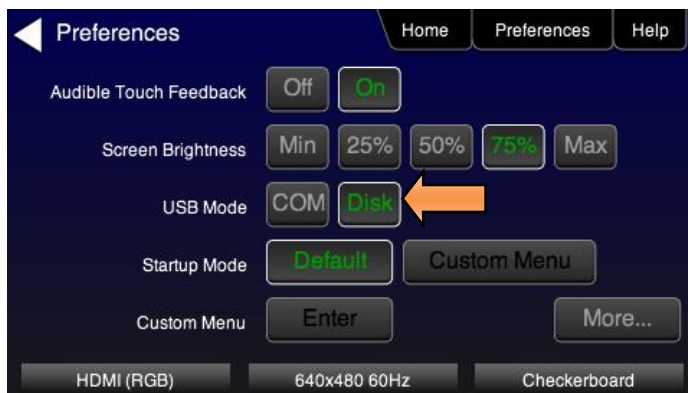 Preferences Home Preferences Help
Audible Touch Feedback Off On
Screen Brightness Min 25% 50% 75% Max
USB Mode COM Disk
Startup Mode Default Custom Menu
Custom Menu Enter More...
HDMI (RGB) 640x480 60Hz Checkerboard